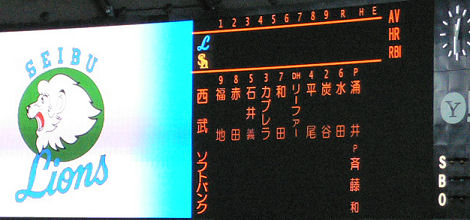 SEIBU
Lions
1 2 3 4 5 6 7 8 9 R H E
AV
HR
RBI
L
SH
9 8 5 3 7 DH 4 2 6 P
西武
福地
赤田
石井義
カブレラ
和田
リーファー
平尾
炭谷
水田
涌井
ソフトバンク
P
斉藤和
Y
S
B
O